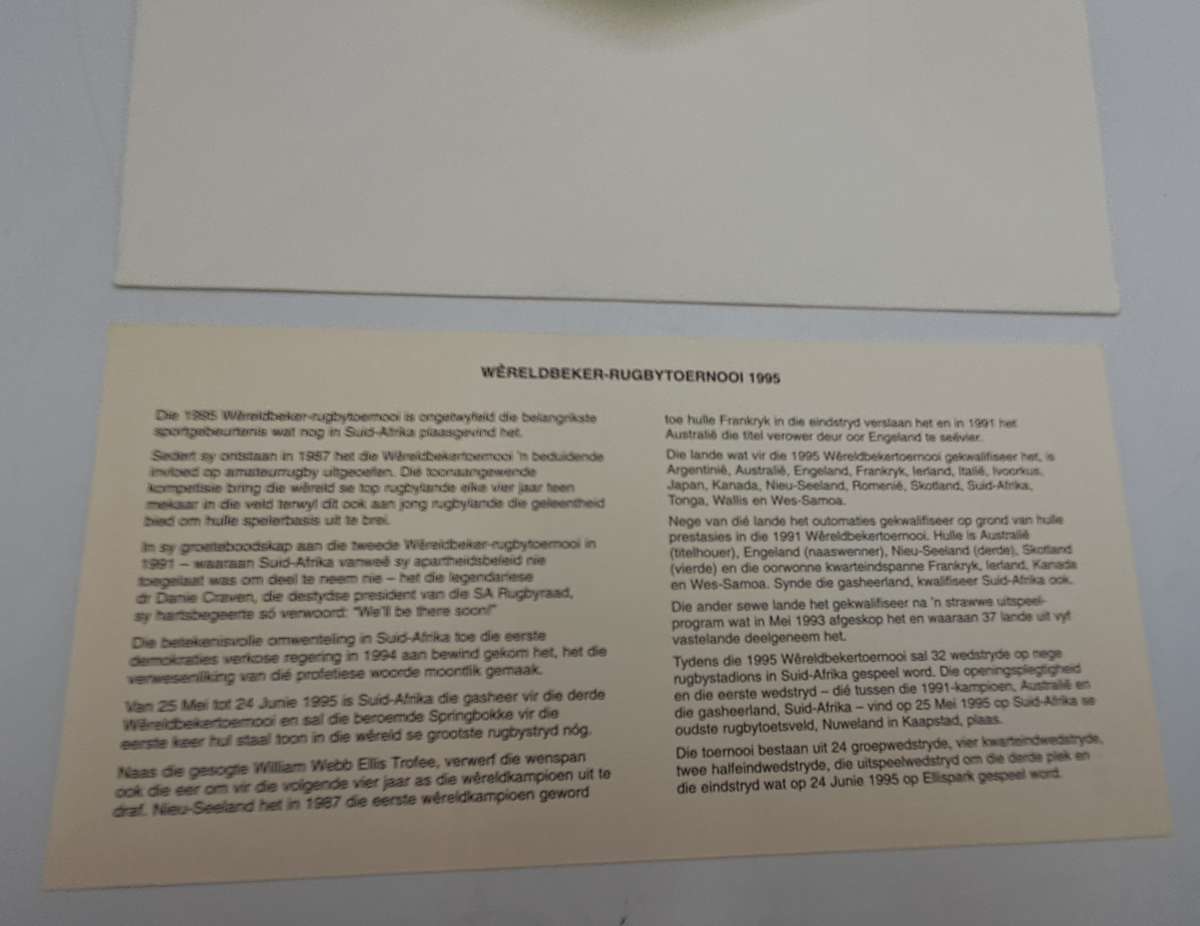 WÊRELDBEKER-RUGBYTOERNOOI 1995
Die 1995 Wêreldbeker-rugbytoernooi is ongetwyfeld die belangrikste
sportgebeurtenis wat nog in Suid-Afrika plaasgevind het.
Sedert sy ontstaan in 1987 het die Wêreldbekertoernooi 'n beduidende
invloed op amateurrugby uitgeoefen. Die toonaangewende
kompetisie bring die wêreld se top rugbylande elke vier jaar teen
mekaar in die veld terwyl dit ook aan jong rugbylande die geleentheid
bied om hulle spelerbasis uit te brei.
In sy groeteboodskap aan die tweede Wêreldbeker-rugbytoernooi in
1991 – waaraan Suid-Afrika vanweë sy apartheidsbeleid nie
toegelaat was om deel te neem nie – het die legendariese
dr Danie Craven, die destydse president van die SA Rugbyraad,
sy hartsbegeerte só verwoord: "We'll be there soon!"
Die betekenisvolle omwenteling in Suid-Afrika toe die eerste
demokraties verkose regering in 1994 aan bewind gekom het, het die
verwesenliking van dié profetiese woorde moontlik gemaak.
Van 25 Mei tot 24 Junie 1995 is Suid-Afrika die gasheer vir die derde
Wêreldbekertoernooi en sal die beroemde Springbokke vir die
eerste keer hul staal toon in die wêreld se grootste rugbystryd nóg.
Naas die gesogte William Webb Ellis Trofee, verwerf die wenspan
ook die eer om vir die volgende vier jaar as die wêreldkampioen uit te
draf. Nieu-Seeland het in 1987 die eerste wêreldkampioen geword
toe hulle Frankryk in die eindstryd verslaan het en in 1991 het
Australië die titel verower deur oor Engeland te seëvier.
Die lande wat vir die 1995 Wêreldbekertoernooi gekwalifiseer het, is
Argentinië, Australië, Engeland, Frankryk, Ierland, Italië, Ivoorkus,
Japan, Kanada, Nieu-Seeland, Romenië, Skotland, Suid-Afrika,
Tonga, Wallis en Wes-Samoa.
Nege van dié lande het outomaties gekwalifiseer op grond van hulle
prestasies in die 1991 Wêreldbekertoernooi. Hulle is Australië
(titelhouer), Engeland (naaswenner), Nieu-Seeland (derde), Skotland
(vierde) en die oorwonne kwarteindspanne Frankryk, Ierland, Kanada
en Wes-Samoa. Synde die gasheerland, kwalifiseer Suid-Afrika ook.
Die ander sewe lande het gekwalifiseer na 'n strawwe uitspeel-
program wat in Mei 1993 afgeskop het en waaraan 37 lande uit vyf
vastelande deelgeneem het.
Tydens die 1995 Wêreldbekertoernooi sal 32 wedstryde op nege
rugbystadions in Suid-Afrika gespeel word. Die openingsplegtigheid
en die eerste wedstryd – dié tussen die 1991-kampioen, Australië en
die gasheerland, Suid-Afrika – vind op 25 Mei 1995 op Suid-Afrika se
oudste rugbytoetsveld, Nuweland in Kaapstad, plaas.
Die toernooi bestaan uit 24 groepwedstryde, vier kwarteindwedstryde,
twee halfeindwedstryde, die uitspeelwedstryd om die derde plek en
die eindstryd wat op 24 Junie 1995 op Ellispark gespeel word.